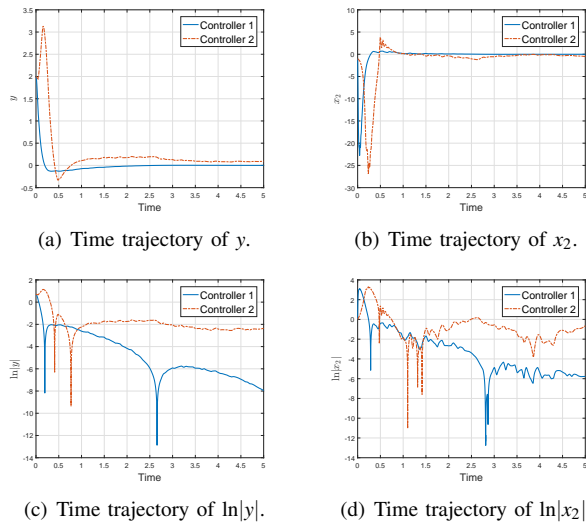 3.5
3
2.5
2
1.5
1
0.5
0
-0.5
y
0 0.5 1 1.5 2 2.5 3 3.5 4 4.5 5
Time
Controller 1
Controller 2
(a) Time trajectory of y.
5
0
-5
-10
-15
-20
-25
-30
x₂
0 0.5 1 1.5 2 2.5 3 3.5 4 4.5 5
Time
Controller 1
Controller 2
(b) Time trajectory of x₂.
2
0
-2
-4
-6
-8
-10
-12
-14
ln|y|
0 0.5 1 1.5 2 2.5 3 3.5 4 4.5 5
Time
Controller 1
Controller 2
(c) Time trajectory of ln|y|.
4
2
0
-2
-4
-6
-8
-10
-12
-14
ln|x₂|
0 0.5 1 1.5 2 2.5 3 3.5 4 4.5 5
Time
Controller 1
Controller 2
(d) Time trajectory of ln|x₂|